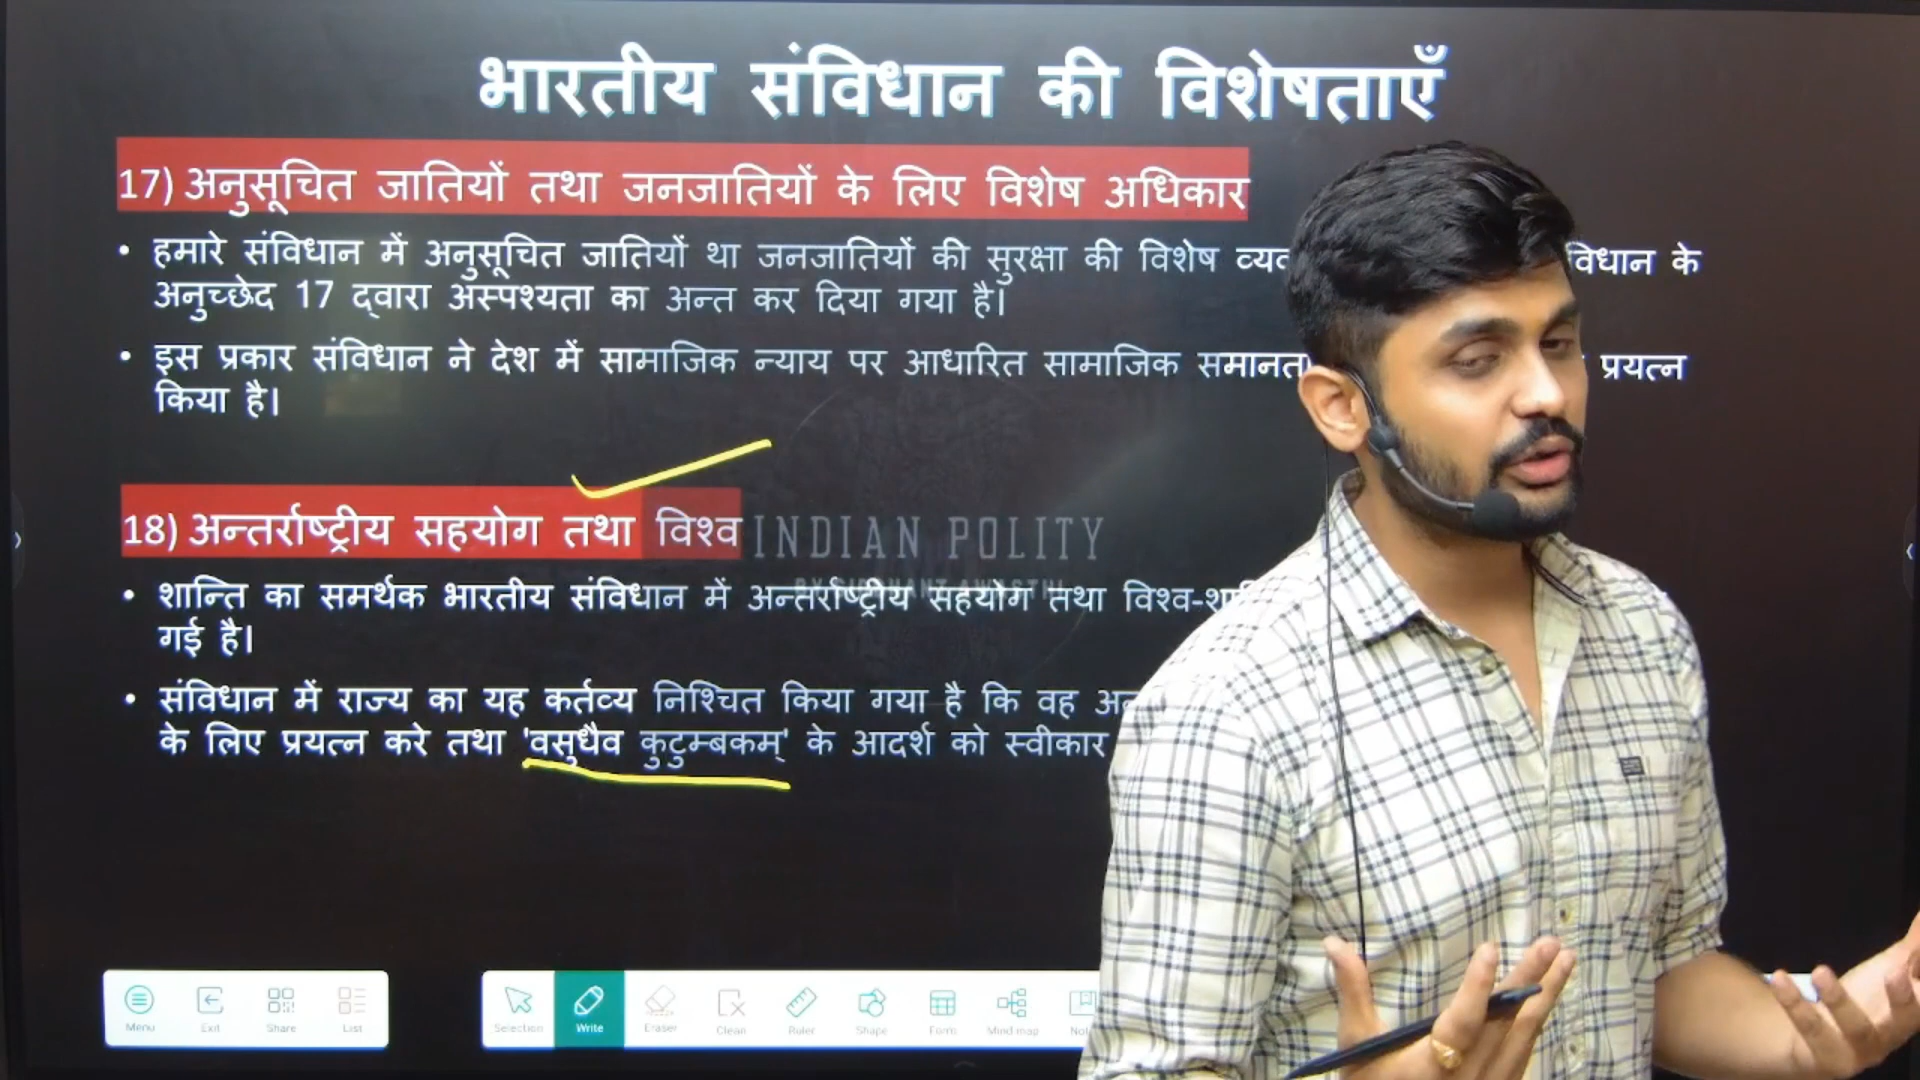 भारतीय संविधान की विशेषताएँ
17) अनुसूचित जातियों तथा जनजातियों के लिए विशेष अधिकार
• हमारे संविधान में अनुसूचित जातियों था जनजातियों की सुरक्षा की विशेष विधान के
अनुच्छेद 17 द्वारा अस्पश्यता का अन्त कर दिया गया है।
• इस प्रकार संविधान ने देश में सामाजिक न्याय पर आधारित सामाजिक समानता प्रयत्न
किया है।
18) अन्तर्राष्ट्रीय सहयोग तथा विश्व
INDIAN POLITY
BY SIDDHANT AWASTHI
• शान्ति का समर्थक भारतीय संविधान में अन्तर्राष्ट्रीय सहयोग तथा
गई है।
• संविधान में राज्य का यह कर्तव्य निश्चित किया गया है कि वह
के लिए प्रयत्न करे तथा 'वसुधैव कुटुम्बकम्' के आदर्श को स्वीकार
Menu Exit Share List Selection Write Eraser Clean Ruler Shape Form Mind map